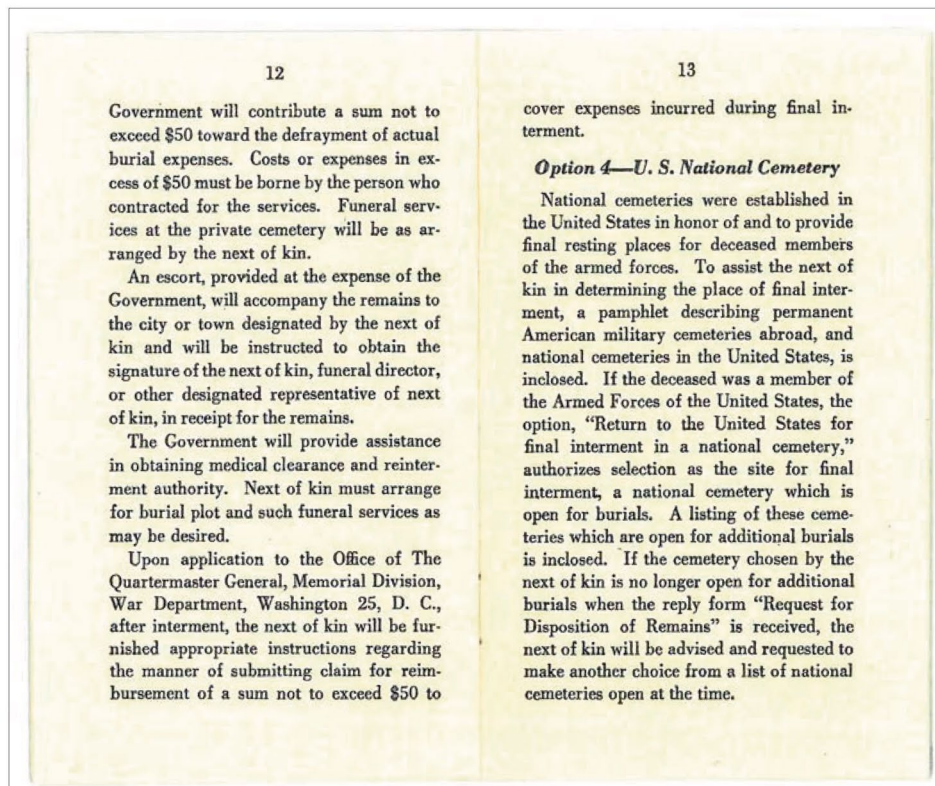 12
Government will contribute a sum not to
exceed $50 toward the defrayment of actual
burial expenses. Costs or expenses in ex-
cess of $50 must be borne by the person who
contracted for the services. Funeral serv-
ices at the private cemetery will be as ar-
ranged by the next of kin.
An escort, provided at the expense of the
Government, will accompany the remains to
the city or town designated by the next of
kin and will be instructed to obtain the
signature of the next of kin, funeral director,
or other designated representative of next
of kin, in receipt for the remains.
The Government will provide assistance
in obtaining medical clearance and reinter-
ment authority. Next of kin must arrange
for burial plot and such funeral services as
may be desired.
Upon application to the Office of The
Quartermaster General, Memorial Division,
War Department, Washington 25, D. C.,
after interment, the next of kin will be fur-
nished appropriate instructions regarding
the manner of submitting claim for reim-
bursement of a sum not to exceed $50 to
13
cover expenses incurred during final in-
terment.
Option 4—U. S. National Cemetery
National cemeteries were established in
the United States in honor of and to provide
final resting places for deceased members
of the armed forces. To assist the next of
kin in determining the place of final inter-
ment, a pamphlet describing permanent
American military cemeteries abroad, and
national cemeteries in the United States, is
inclosed. If the deceased was a member of
the Armed Forces of the United States, the
option, “Return to the United States for
final interment in a national cemetery,”
authorizes selection as the site for final
interment, a national cemetery which is
open for burials. A listing of these ceme-
teries which are open for additional burials
is inclosed. If the cemetery chosen by the
next of kin is no longer open for additional
burials when the reply form “Request for
Disposition of Remains” is received, the
next of kin will be advised and requested to
make another choice from a list of national
cemeteries open at the time.